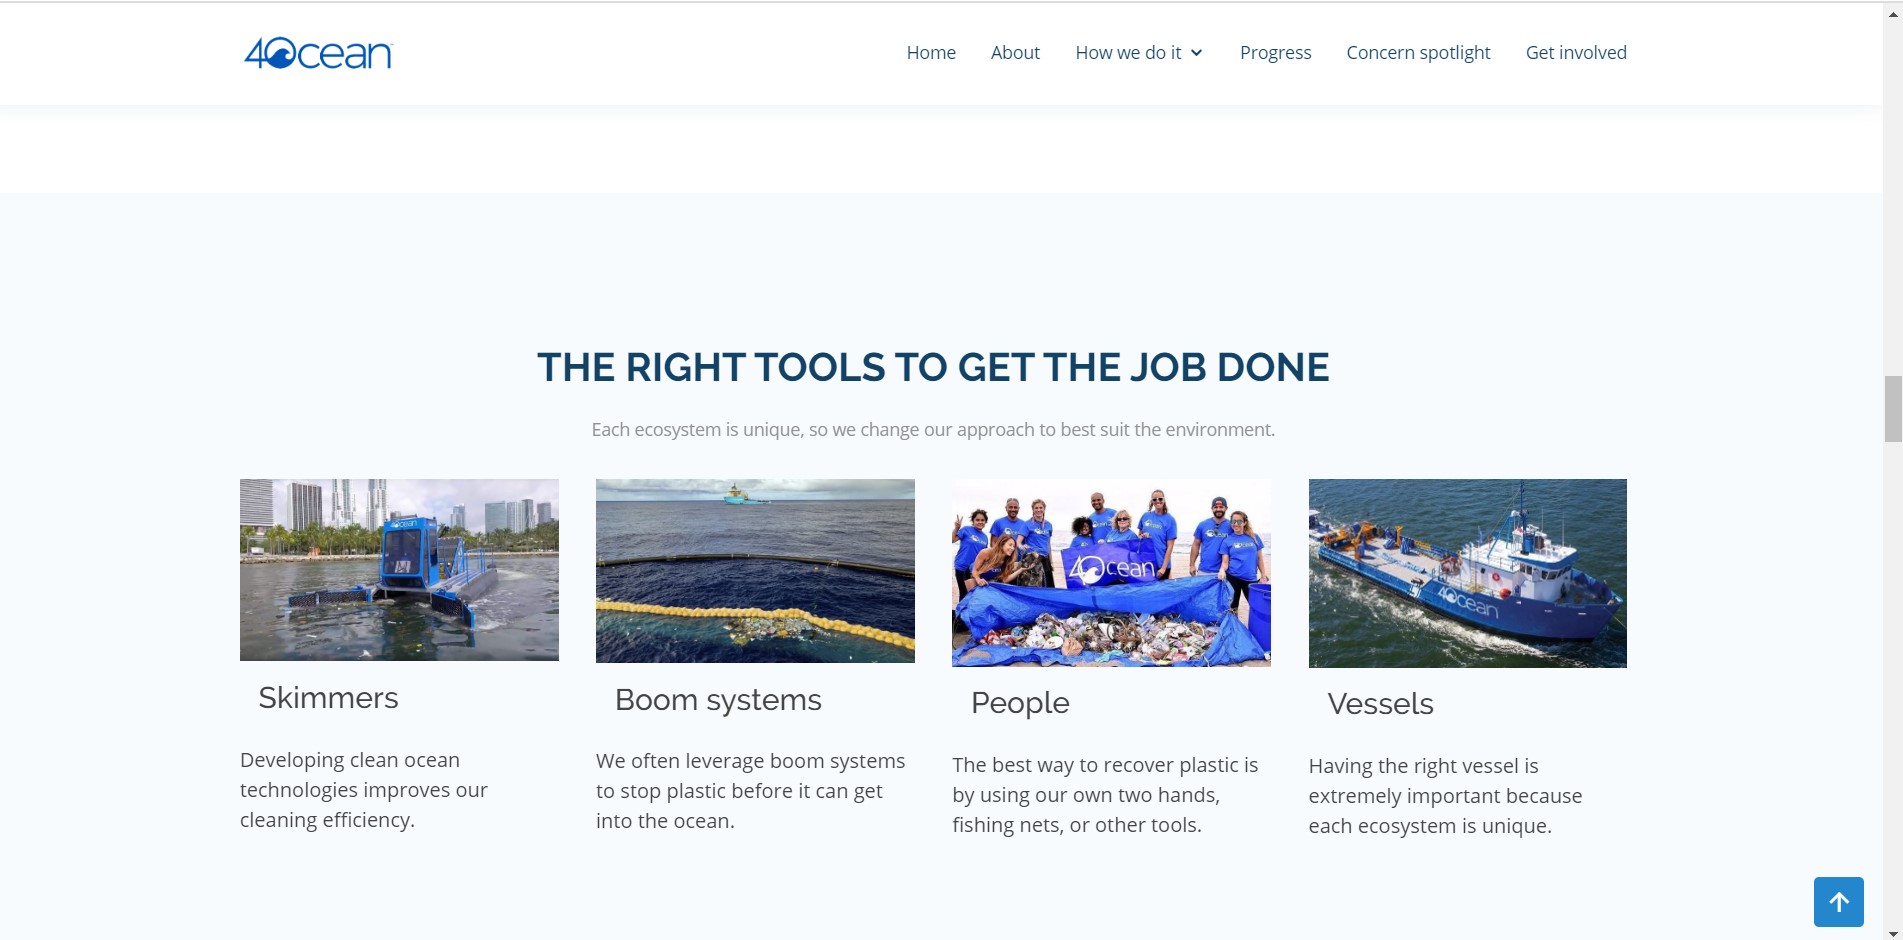 4Ocean
Home About How we do it Progress Concern spotlight Get involved
THE RIGHT TOOLS TO GET THE JOB DONE
Each ecosystem is unique, so we change our approach to best suit the environment.
4ocean
4Ocean
4Ocean
Skimmers
Developing clean ocean
technologies improves our
cleaning efficiency.
Boom systems
We often leverage boom systems
to stop plastic before it can get
into the ocean.
People
The best way to recover plastic is
by using our own two hands,
fishing nets, or other tools.
Vessels
Having the right vessel is
extremely important because
each ecosystem is unique.